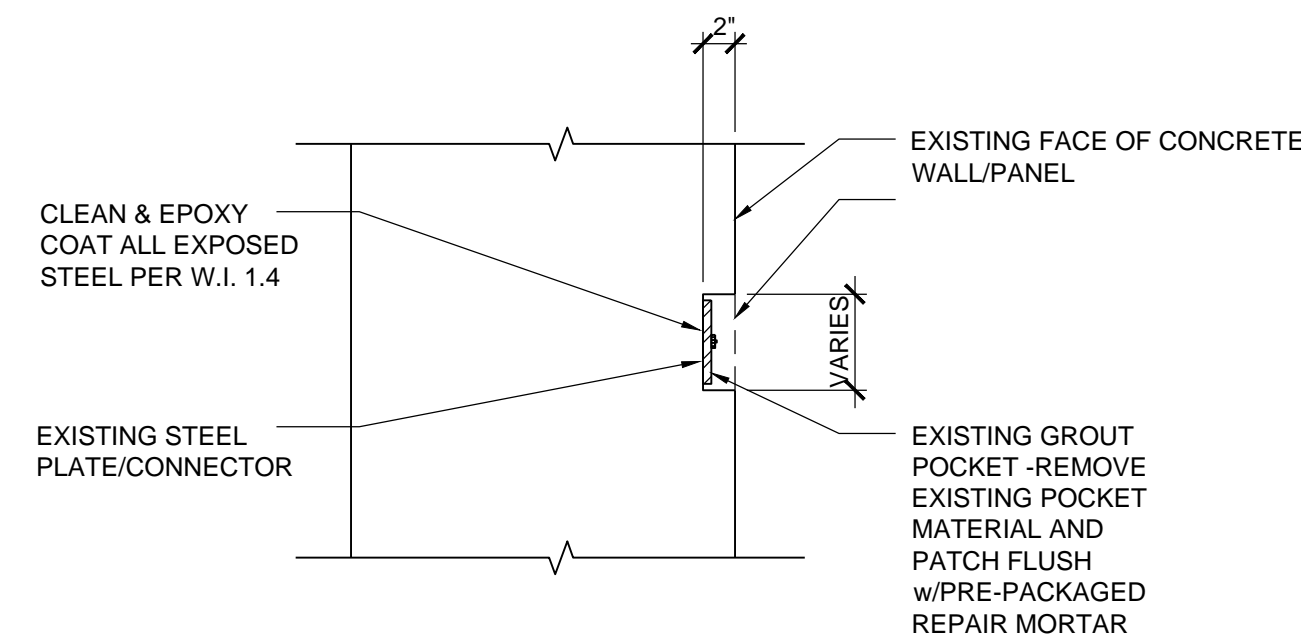 2"
EXISTING FACE OF CONCRETE
WALL/PANEL
CLEAN & EPOXY
COAT ALL EXPOSED
STEEL PER W.I. 1.4
VARIES
EXISTING STEEL
PLATE/CONNECTOR
EXISTING GROUT
POCKET -REMOVE
EXISTING POCKET
MATERIAL AND
PATCH FLUSH
w/PRE-PACKAGED
REPAIR MORTAR